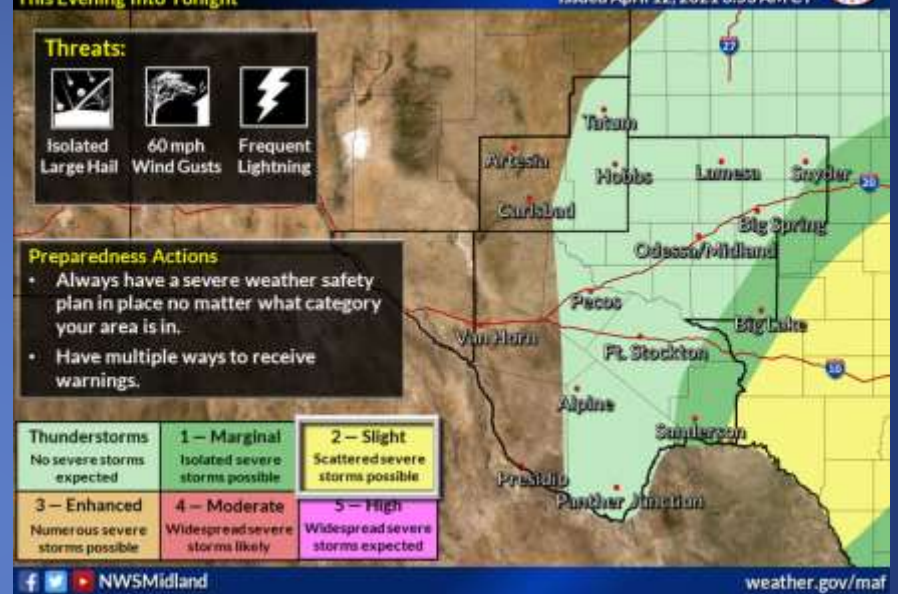 This Evening Into Tonight
Issued April 12, 2021
Threats:
Isolated
Large Hail
60 mph
Wind Gusts
Frequent
Lightning
Preparedness Actions
• Always have a severe weather safety
plan in place no matter what category
your area is in.
• Have multiple ways to receive
warnings.
27
Tatum
Artesia
Hobbs
Lamesa
Snyder
20
Carlsbad
Big Spring
Odessa/Midland
Pecos
Van Horn
Big Lake
Ft. Stockton
10
Alpine
Sanderson
Presidio
Panther Junction
Thunderstorms
No severe storms
expected
1 — Marginal
Isolated severe
storms possible
2 — Slight
Scattered severe
storms possible
3 — Enhanced
Numerous severe
storms possible
4 — Moderate
Widespread severe
storms likely
5 — High
Widespread severe
storms expected
NWSMidland
weather.gov/maf